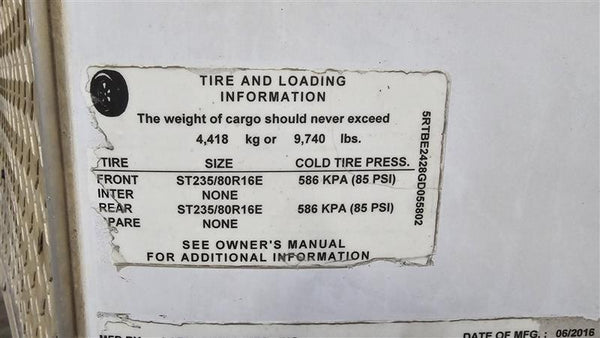 TIRE AND LOADING
INFORMATION
The weight of cargo should never exceed
4,418 kg or 9,740 lbs.
TIRE SIZE COLD TIRE PRESS.
FRONT ST235/80R16E 586 KPA (85 PSI)
INTER NONE
REAR ST235/80R16E 586 KPA (85 PSI)
PARE NONE
SEE OWNER'S MANUAL
FOR ADDITIONAL INFORMATION
5RTBE2428GD055802
DATE OF MFG.: 06/2016